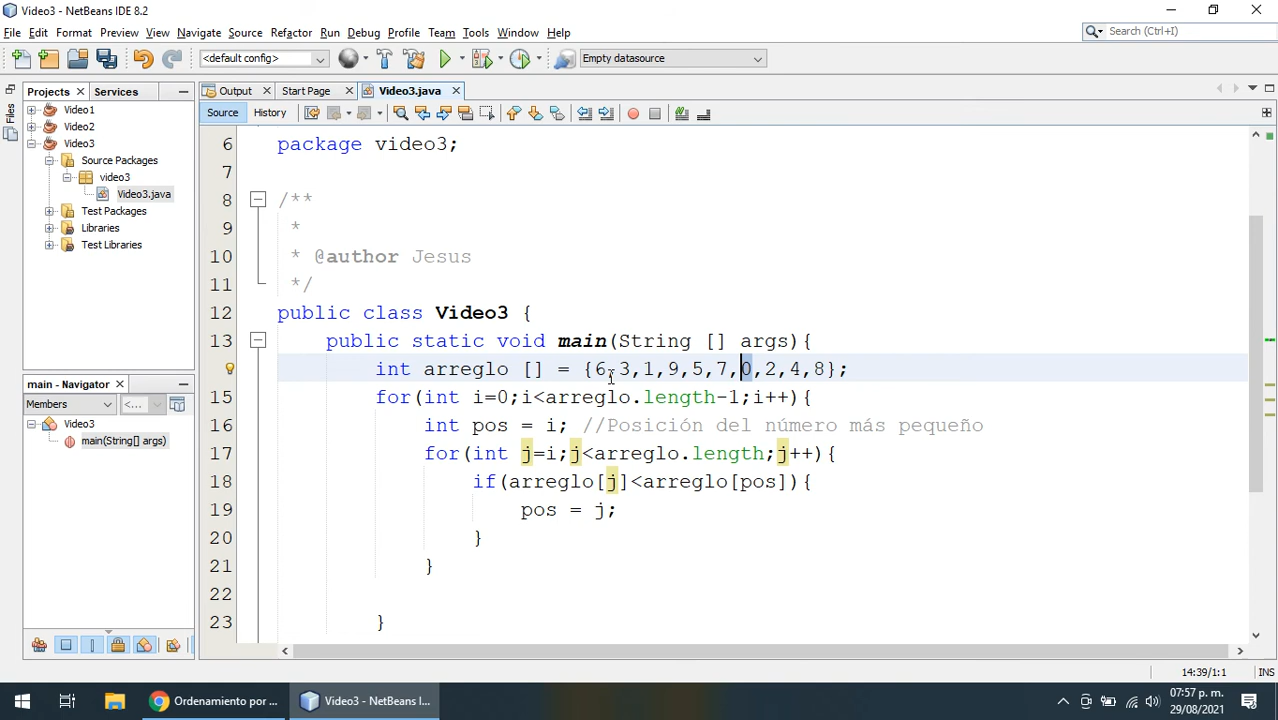 Video3 - NetBeans IDE 8.2
File Edit Format Preview View Navigate Source Refactor Run Debug Profile Team Tools Window Help
Search (Ctrl+I)
<default config>
Empty datasource
Projects Services
Output Start Page Video3.java
Files
Source History
Video1
Video2
Video3
Source Packages
video3
Video3.java
Test Packages
Libraries
Test Libraries
main - Navigator
Members <...
Video3
main(String[] args)
6 package video3;
7
8 /**
9 *
10 * @author Jesus
11 */
12 public class Video3 {
13 public static void main(String [] args){
int arreglo [] = {6,3,1,9,5,7,0,2,4,8};
15 for(int i=0;i<arreglo.length-1;i++){
16 int pos = i; //Posición del número más pequeño
17 for(int j=i;j<arreglo.length;j++){
18 if(arreglo[j]<arreglo[pos]){
19 pos = j;
20 }
21 }
22
23 }
14:39/1:1
Ordenamiento por ...
Video3 - NetBeans I...
07:57 p. m.
29/08/2021